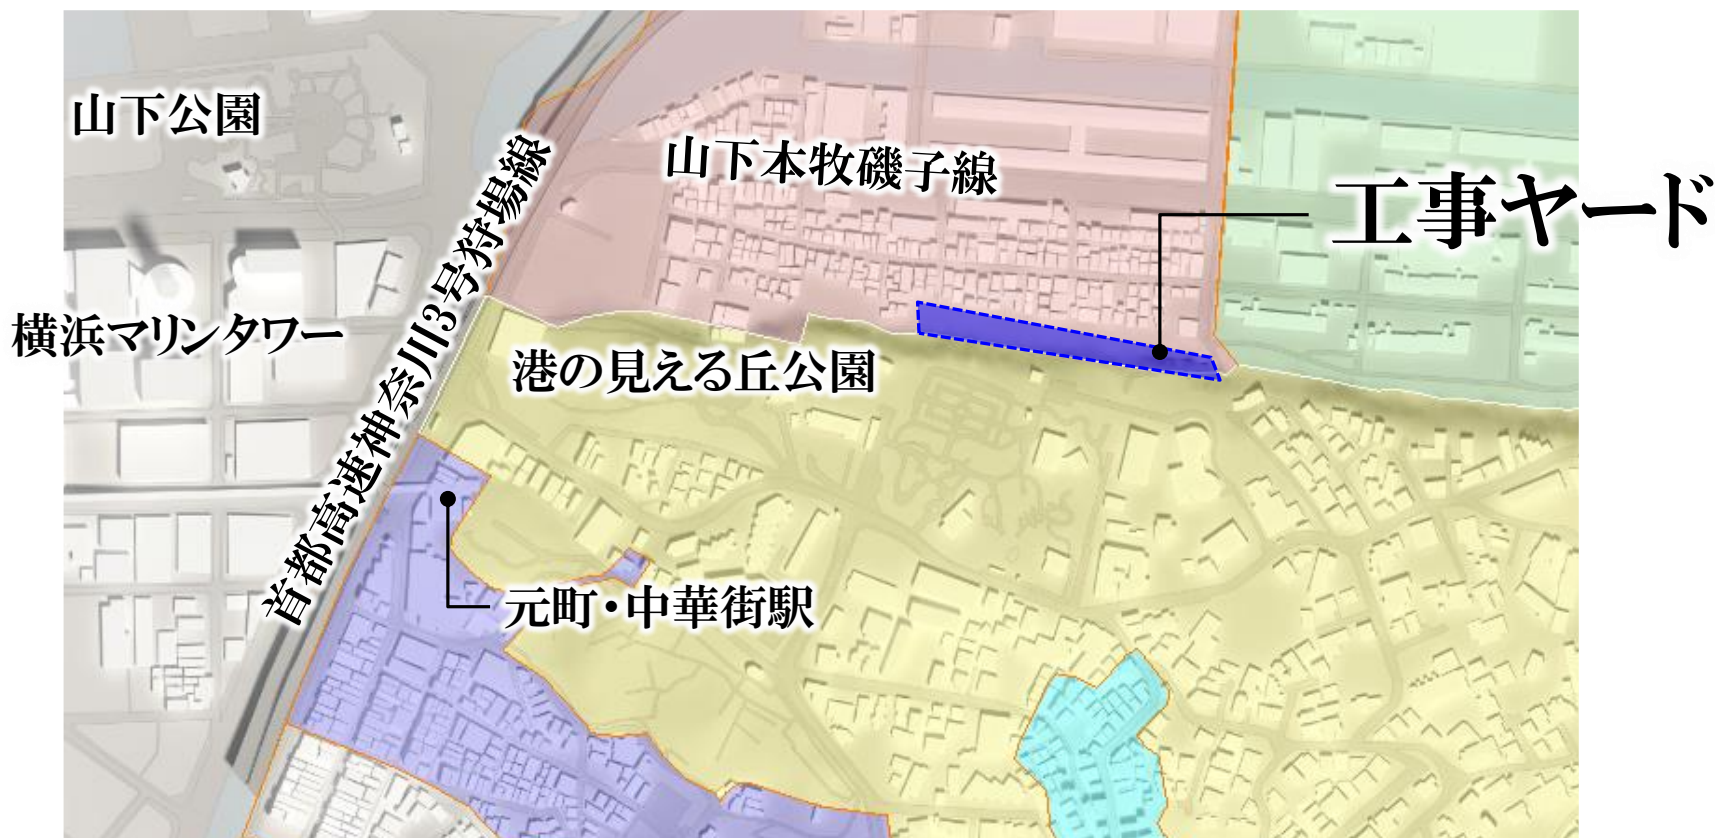 山下公園
山下本牧磯子線
工事ヤード
首都高速神奈川3号狩場線
横浜マリンタワー
港の見える丘公園
元町・中華街駅